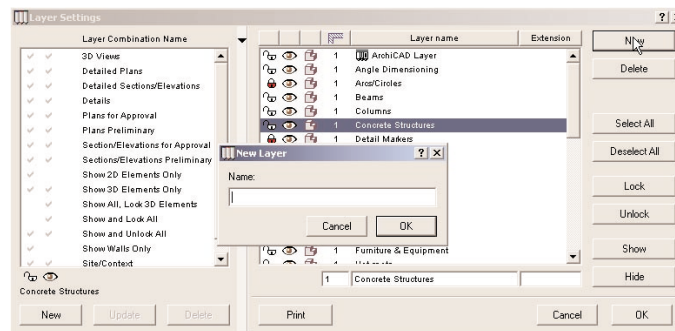 Layer Settings
?
Layer Combination Name
3D Views
Detailed Plans
Detailed Sections/Elevations
Details
Plans for Approval
Plans Preliminary
Section/Elevations for Approval
Sections/Elevations Preliminary
Show 2D Elements Only
Show 3D Elements Only
Show All, Lock 3D Elements
Show and Lock All
Show and Unlock All
Show Walls Only
Site/Context
Concrete Structures
New Update Delete
Layer name Extension
1 ArchiCAD Layer
1 Angle Dimensioning
1 Arcs/Circles
1 Beams
1 Columns
1 Concrete Structures
1 Detail Markers
New Layer ? X
Name:
Cancel OK
1 Furniture & Equipment
1 Concrete Structures
Print Cancel OK
New
Delete
Select All
Deselect All
Lock
Unlock
Show
Hide